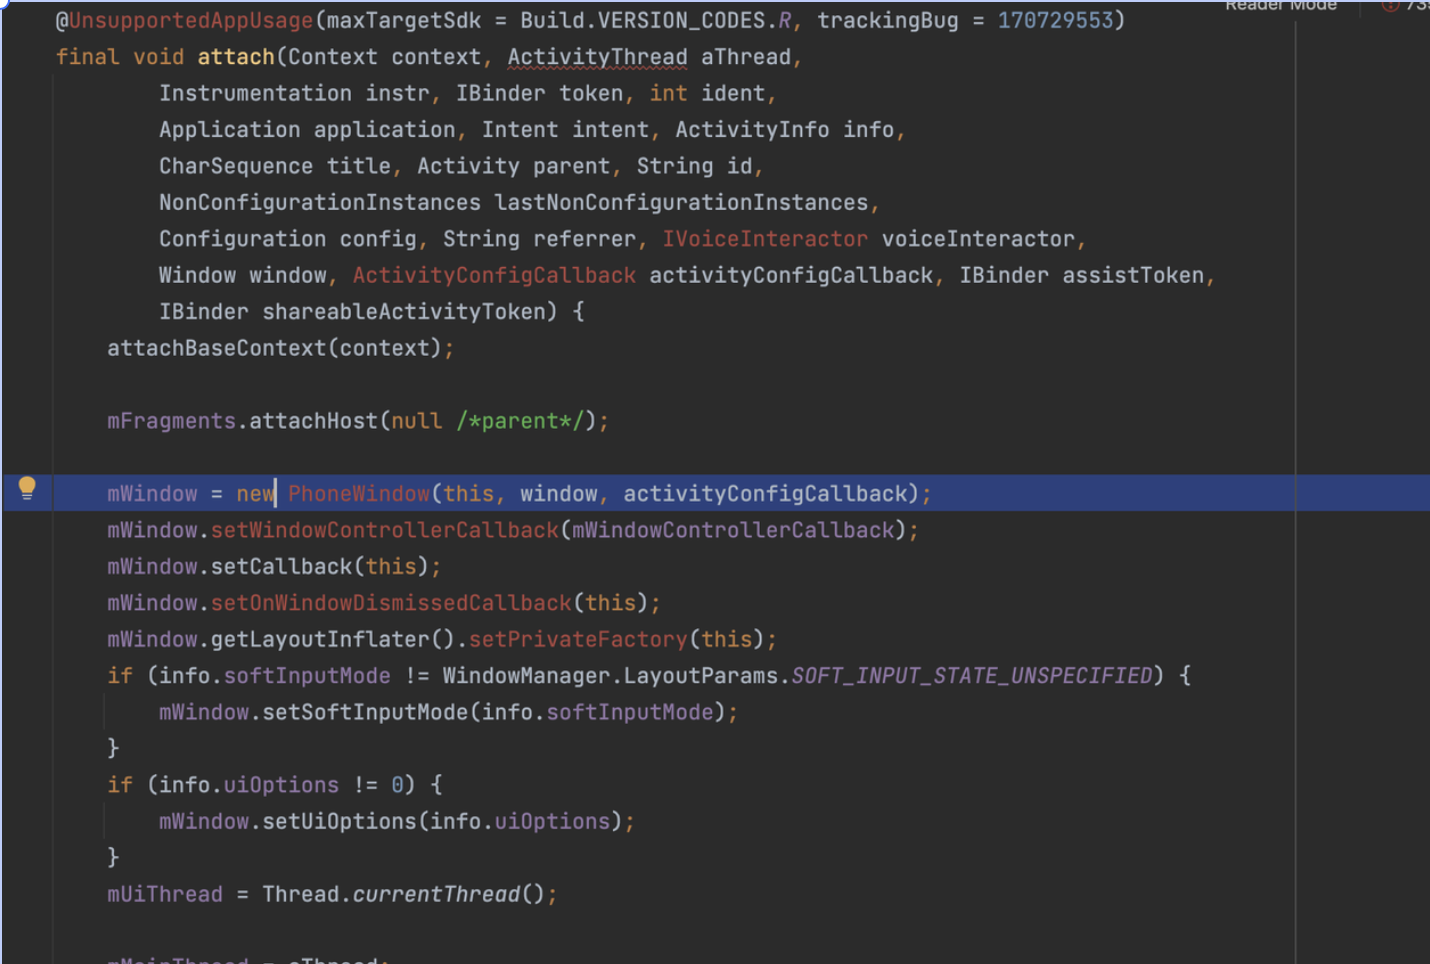 Reader Mode
@UnsupportedAppUsage(maxTargetSdk = Build.VERSION_CODES.R, trackingBug = 170729553)
final void attach(Context context, ActivityThread aThread,
Instrumentation instr, IBinder token, int ident,
Application application, Intent intent, ActivityInfo info,
CharSequence title, Activity parent, String id,
NonConfigurationInstances lastNonConfigurationInstances,
Configuration config, String referrer, IVoiceInteractor voiceInteractor,
Window window, ActivityConfigCallback activityConfigCallback, IBinder assistToken,
IBinder shareableActivityToken) {
attachBaseContext(context);
mFragments.attachHost(null /*parent*/);
mWindow = new PhoneWindow(this, window, activityConfigCallback);
mWindow.setWindowControllerCallback(mWindowControllerCallback);
mWindow.setCallback(this);
mWindow.setOnWindowDismissedCallback(this);
mWindow.getLayoutInflater().setPrivateFactory(this);
if (info.softInputMode != WindowManager.LayoutParams.SOFT_INPUT_STATE_UNSPECIFIED) {
mWindow.setSoftInputMode(info.softInputMode);
}
if (info.uiOptions != 0) {
mWindow.setUiOptions(info.uiOptions);
}
mUiThread = Thread.currentThread();
mMainThread = aThread;